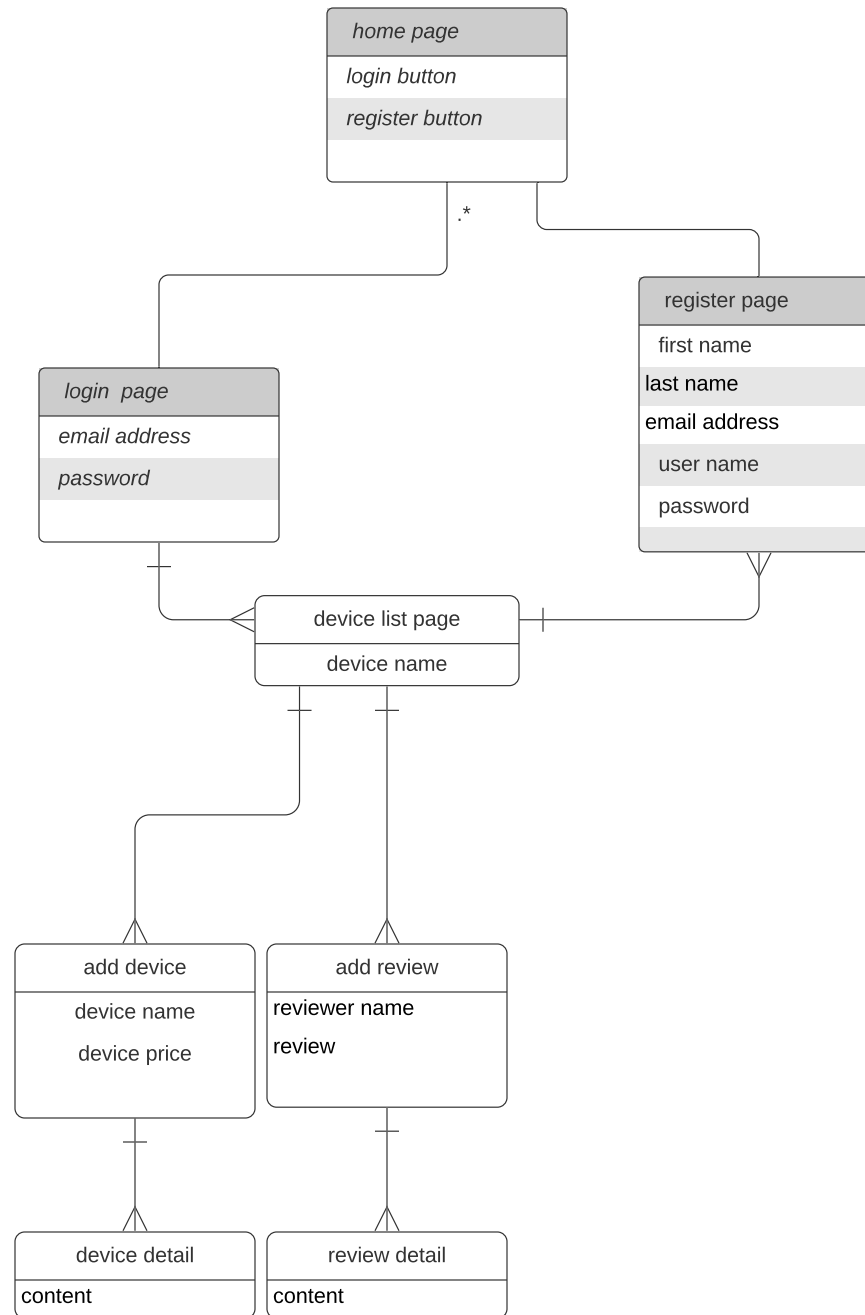 home page
login button
register button
.*
register page
first name
last name
email address
user name
password
login  page
email address
password
device list page
device name
add device
device name
device price
add review
reviewer name
review
device detail
content
review detail
content